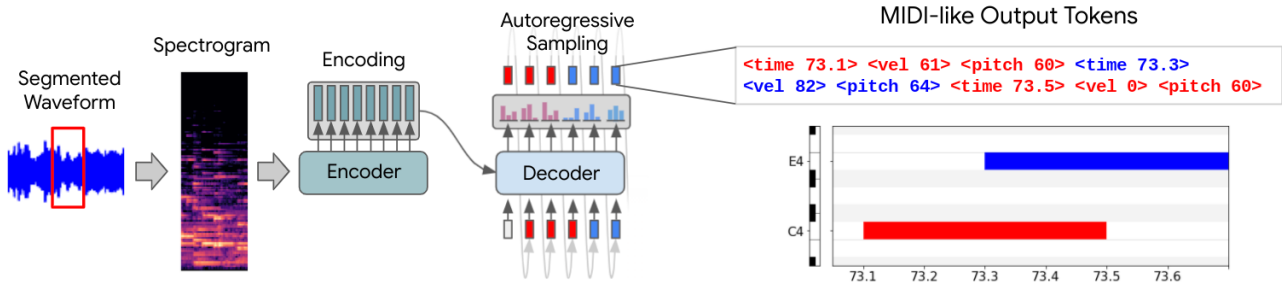 Segmented
Waveform
Spectrogram
Encoding
Encoder
Autoregressive
Sampling
Decoder
MIDI-like Output Tokens
<time 73.1> <vel 61> <pitch 60> <time 73.3>
<vel 82> <pitch 64> <time 73.5> <vel 0> <pitch 60>
E4
C4
73.1 73.2 73.3 73.4 73.5 73.6